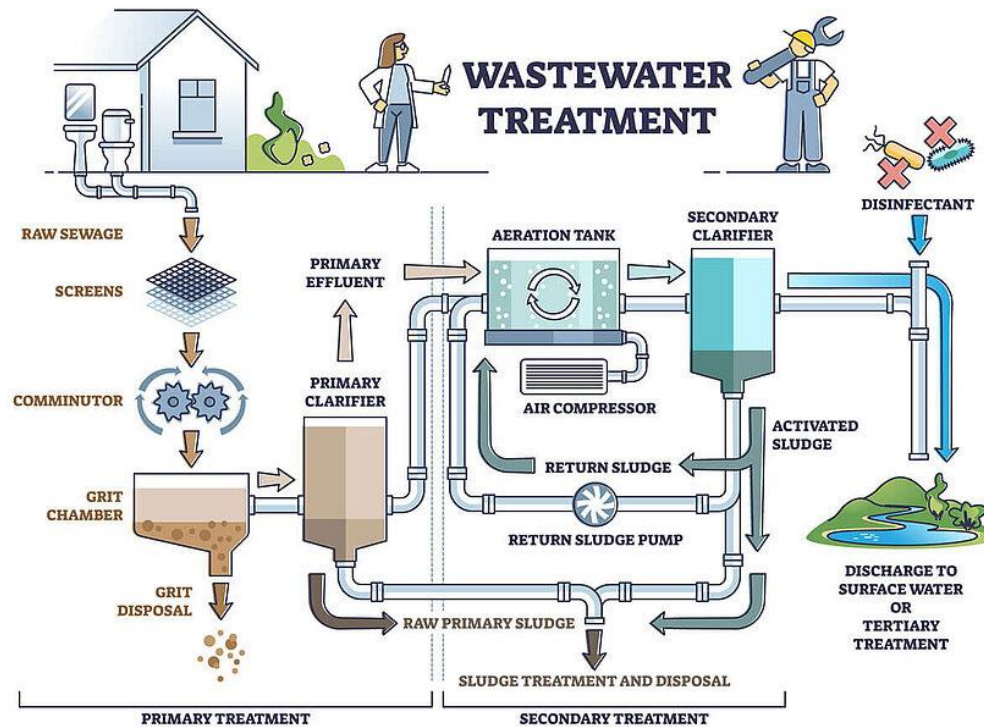 WASTEWATER
TREATMENT
DISINFECTANT
RAW SEWAGE
SCREENS
COMMINUTOR
GRIT
CHAMBER
GRIT
DISPOSAL
PRIMARY
EFFLUENT
PRIMARY
CLARIFIER
AERATION TANK
SECONDARY
CLARIFIER
AIR COMPRESSOR
ACTIVATED
SLUDGE
RETURN SLUDGE
RETURN SLUDGE PUMP
RAW PRIMARY SLUDGE
SLUDGE TREATMENT AND DISPOSAL
DISCHARGE TO
SURFACE WATER
OR
TERTIARY
TREATMENT
PRIMARY TREATMENT
SECONDARY TREATMENT